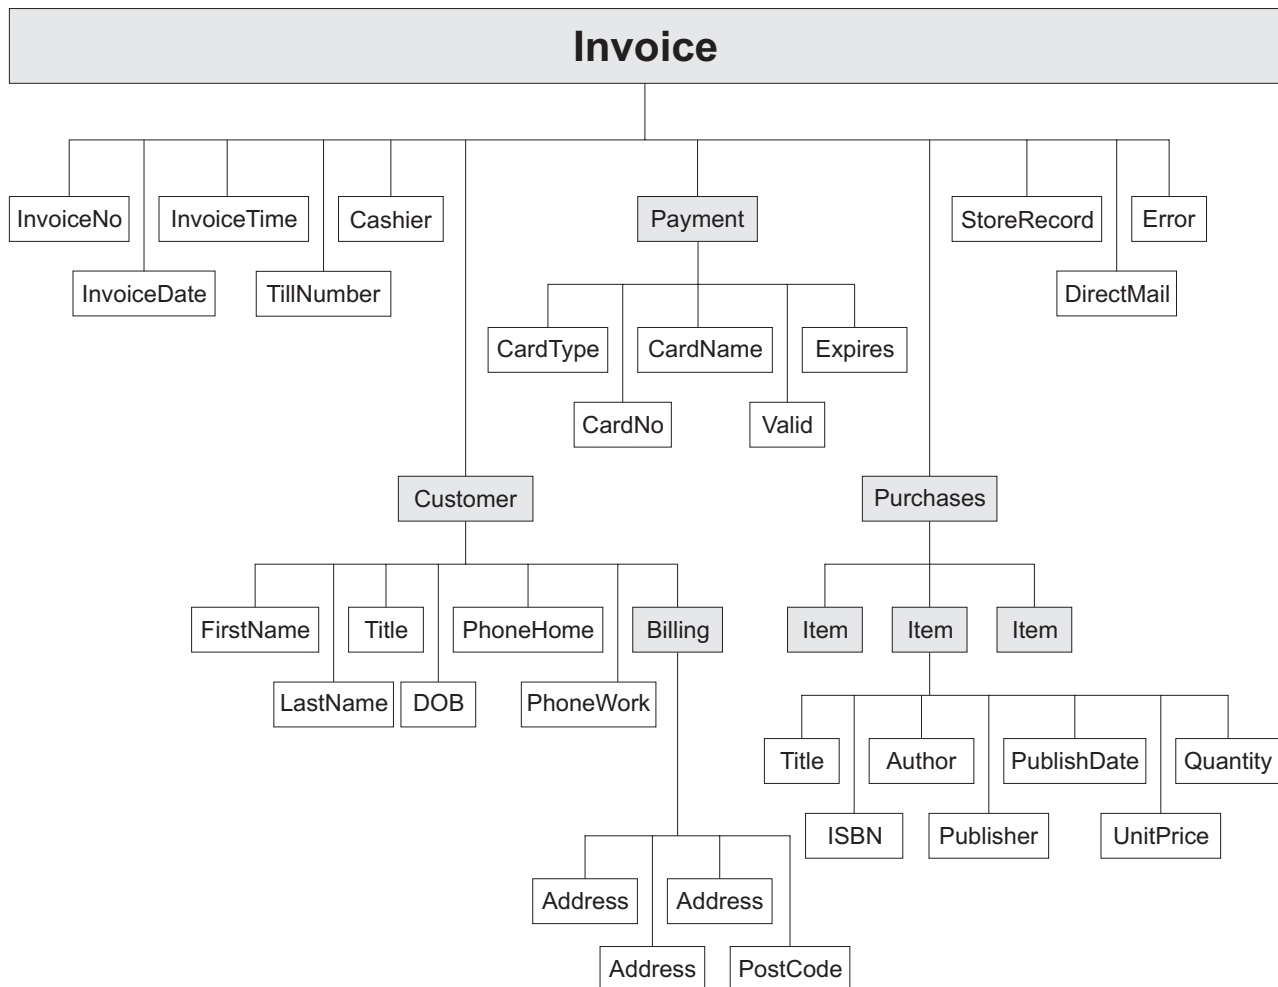 Invoice
InvoiceNo
InvoiceTime
Cashier
Payment
StoreRecord
Error
InvoiceDate
TillNumber
DirectMail
CardType
CardName
Expires
CardNo
Valid
Customer
Purchases
FirstName
Title
PhoneHome
Billing
Item
Item
Item
LastName
DOB
PhoneWork
Title
Author
PublishDate
Quantity
ISBN
Publisher
UnitPrice
Address
Address
Address
PostCode